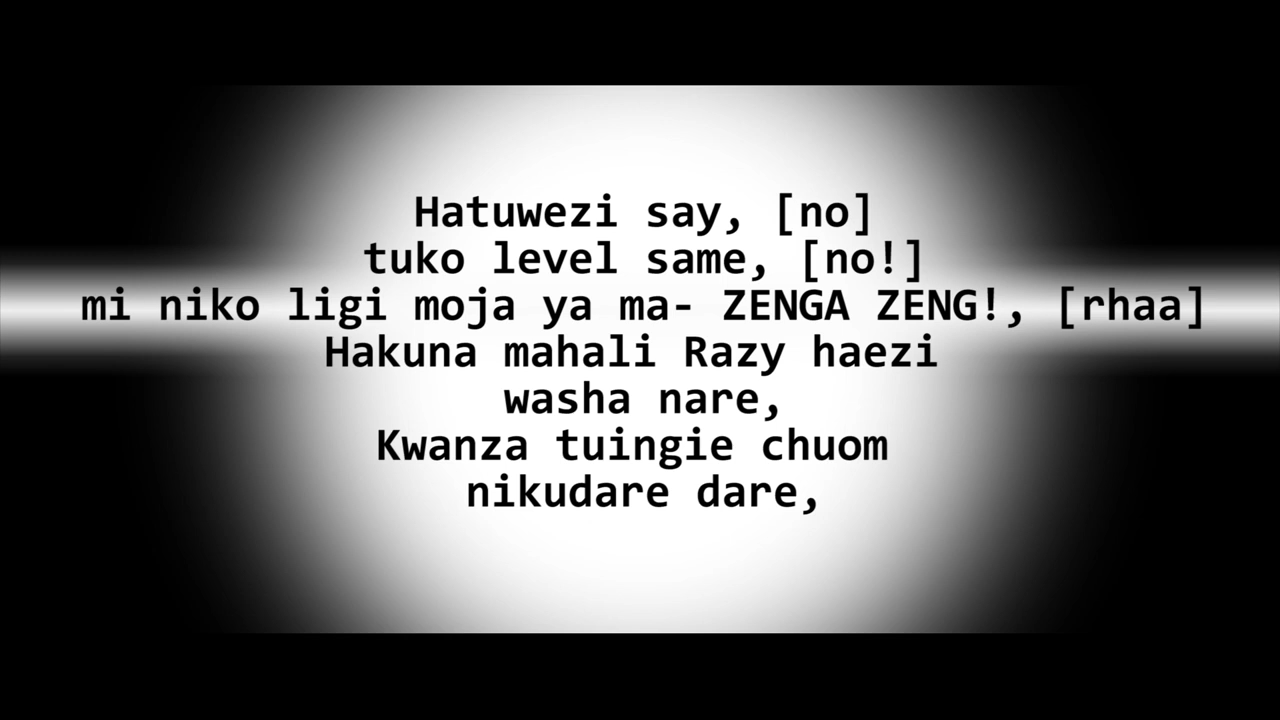 Hatuwezi say, [no]
tuko level same, [no!]
mi niko ligi moja ya ma- ZENGA ZENG!, [rhaa]
Hakuna mahali Razy haezi
washa nare,
Kwanza tuingie chuom
nikudare dare,